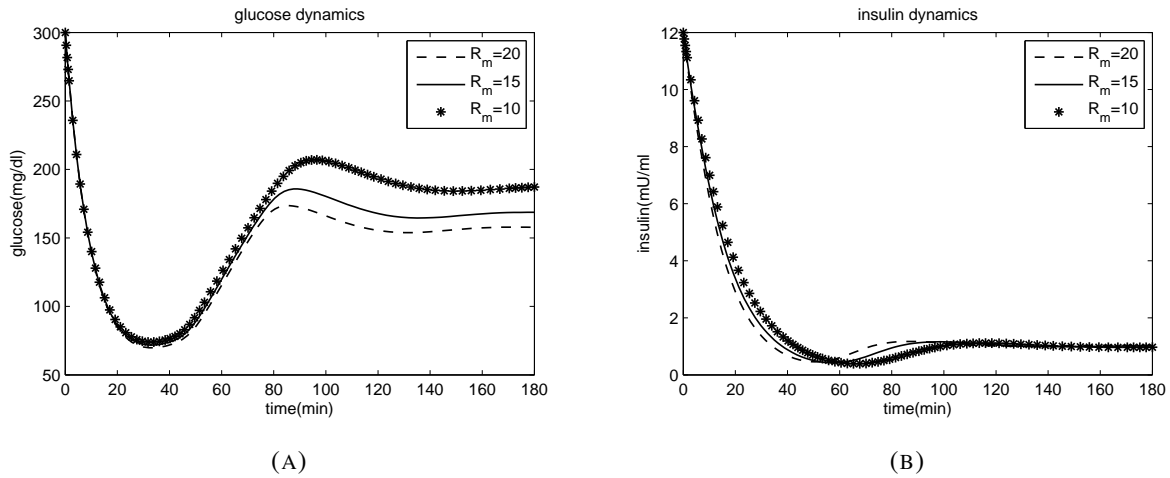 glucose dynamics
300
250
200
150
100
50
glucose(mg/dl)
0 20 40 60 80 100 120 140 160 180
time(min)
R_m=20
R_m=15
R_m=10
(A)
insulin dynamics
12
10
8
6
4
2
0
insulin(mU/ml)
0 20 40 60 80 100 120 140 160 180
time(min)
R_m=20
R_m=15
R_m=10
(B)